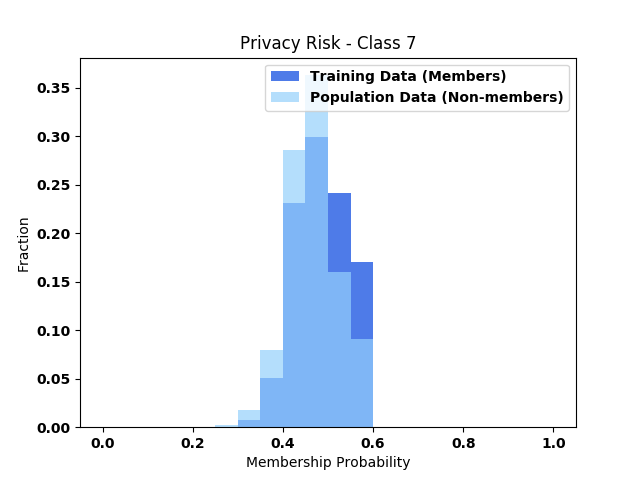 Privacy Risk - Class 7
Training Data (Members)
Population Data (Non-members)
0.35
0.30
0.25
0.20
0.15
0.10
0.05
0.00
Fraction
0.0 0.2 0.4 0.6 0.8 1.0
Membership Probability